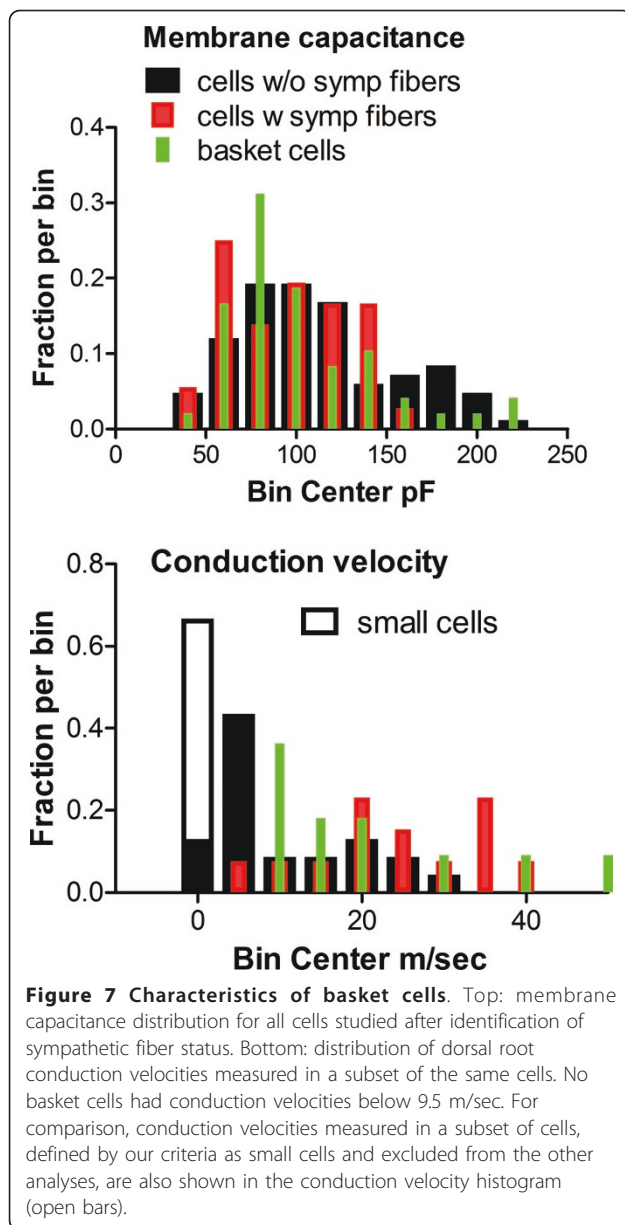 Membrane capacitance
cells w/o symp fibers
cells w symp fibers
basket cells
0.4
0.3
0.2
0.1
0.0
Fraction per bin
0 50 100 150 200 250
Bin Center pF
Conduction velocity
small cells
0.8
0.6
0.4
0.2
0.0
Fraction per bin
0 20 40
Bin Center m/sec
Figure 7 Characteristics of basket cells. Top: membrane
capacitance distribution for all cells studied after identification of
sympathetic fiber status. Bottom: distribution of dorsal root
conduction velocities measured in a subset of the same cells. No
basket cells had conduction velocities below 9.5 m/sec. For
comparison, conduction velocities measured in a subset of cells,
defined by our criteria as small cells and excluded from the other
analyses, are also shown in the conduction velocity histogram
(open bars).